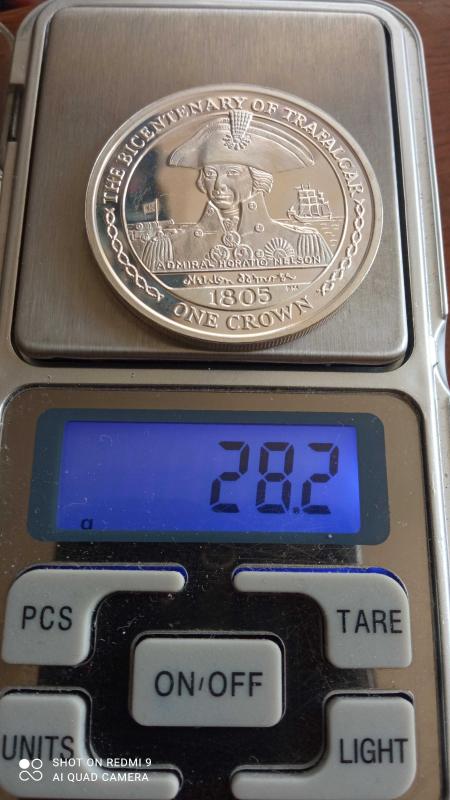 THE BICENTENARY OF TRAFALGAR
ADMIRAL HORATIO NELSON
1805
ONE CROWN
28.2
PCS
TARE
ON/OFF
UNITS
LIGHT
SHOT ON REDMI 9
AI QUAD CAMERA